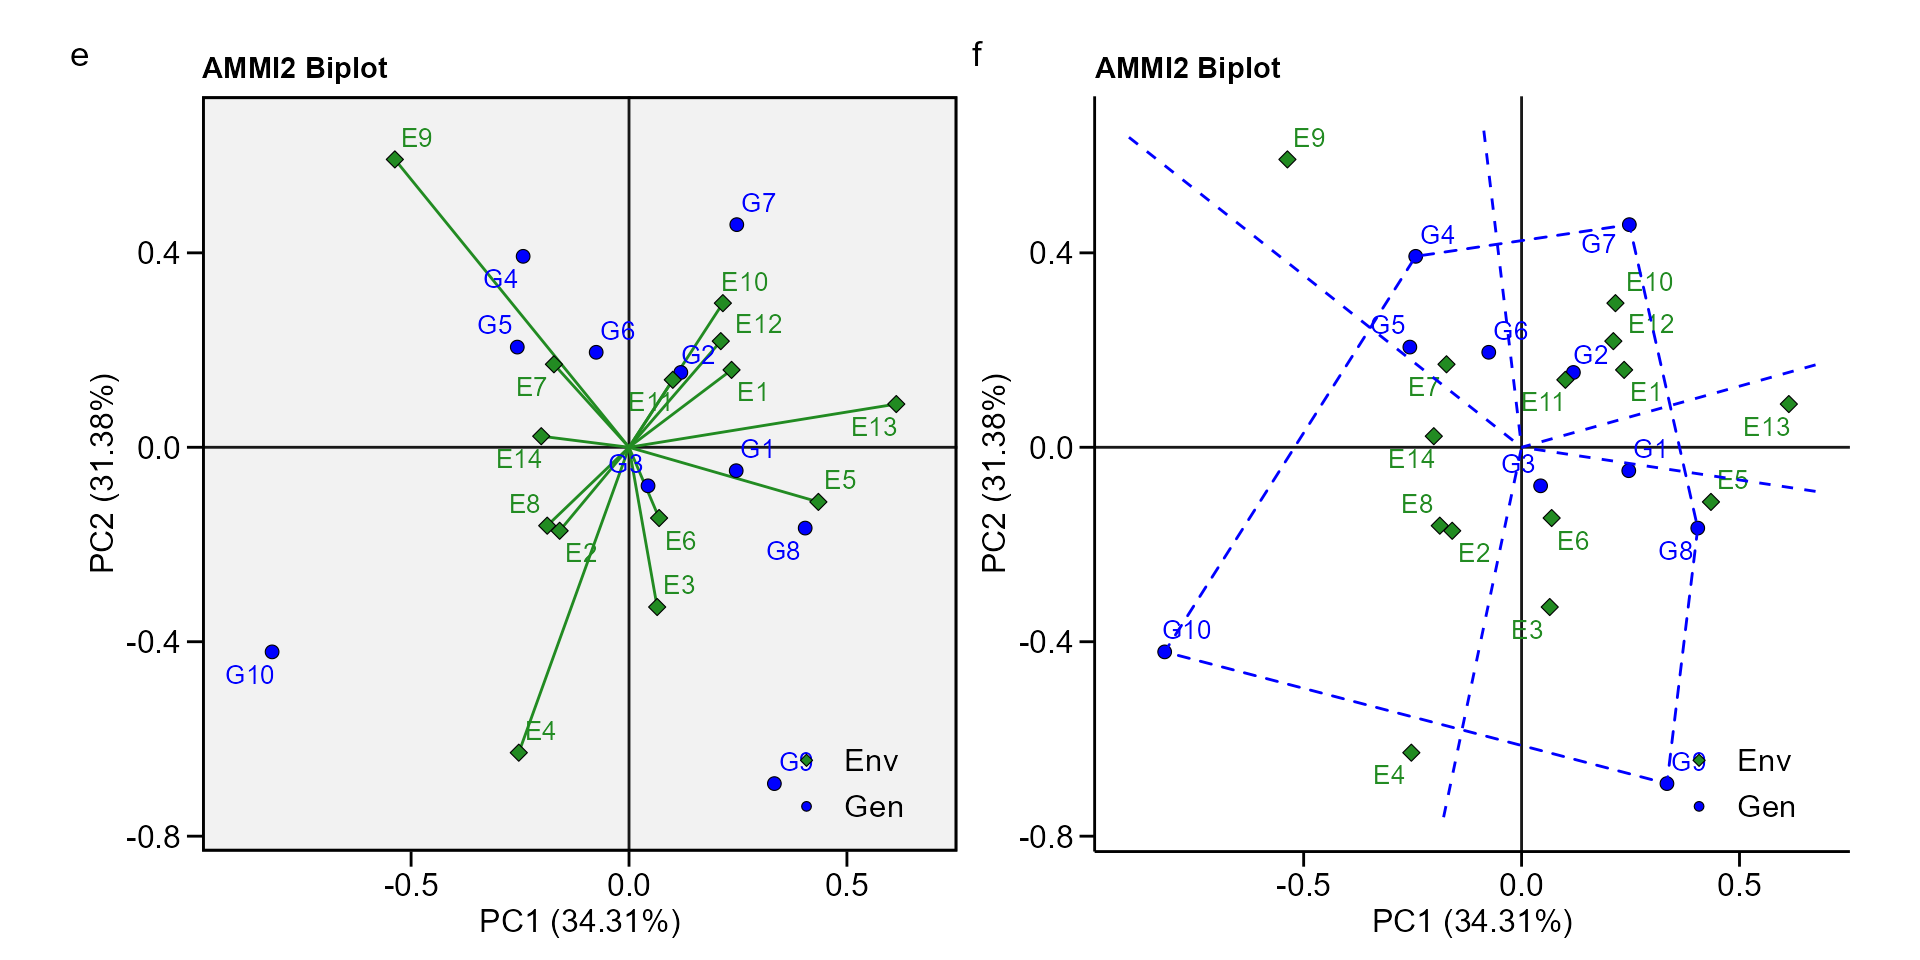 e
AMMI2 Biplot
E9
G7
G4
E10
G5
G6
E12
G2
E7
E11
E1
E13
E14
G3
G1
E5
E8
E2
E6
G8
E3
G10
E4
G9
Env
Gen
0.4
0.0
-0.4
-0.8
-0.5
0.0
0.5
PC1 (34.31%)
PC2 (31.38%)
f
AMMI2 Biplot
E9
G4
G7
E10
G5
G6
E12
G2
E7
E11
E1
E13
E14
G3
G1
E5
E8
E2
E6
G8
E3
G10
E4
G9
Env
Gen
0.4
0.0
-0.4
-0.8
-0.5
0.0
0.5
PC1 (34.31%)
PC2 (31.38%)